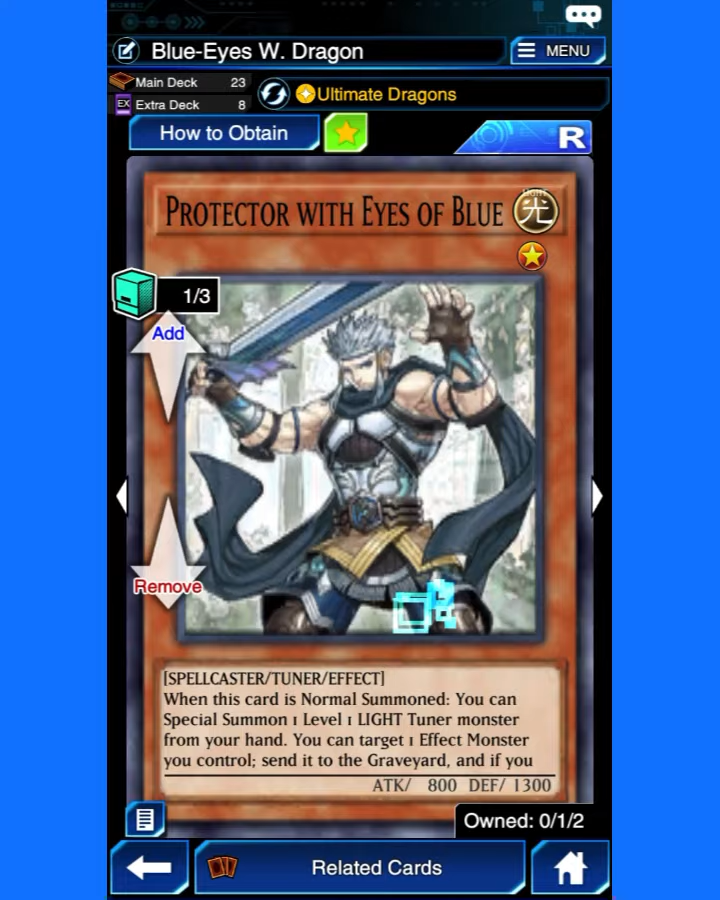 Blue-Eyes W. Dragon
MENU
Main Deck 23
EX Extra Deck 8
Ultimate Dragons
How to Obtain
R
PROTECTOR WITH EYES OF BLUE
LIGHT
光
1/3
Add
Remove
[SPELLCASTER/TUNER/EFFECT]
When this card is Normal Summoned: You can
Special Summon 1 Level 1 LIGHT Tuner monster
from your hand. You can target 1 Effect Monster
you control; send it to the Graveyard, and if you
ATK/ 800 DEF/ 1300
Owned: 0/1/2
Related Cards